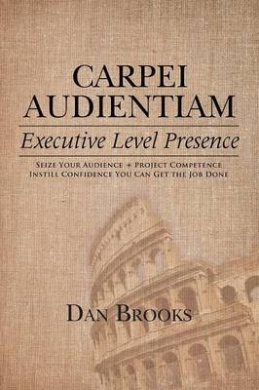 CARPEI
AUDIENTIAM
Executive Level Presence
SEIZE YOUR AUDIENCE + PROJECT COMPETENCE
INSTILL CONFIDENCE YOU CAN GET THE JOB DONE
DAN BROOKS